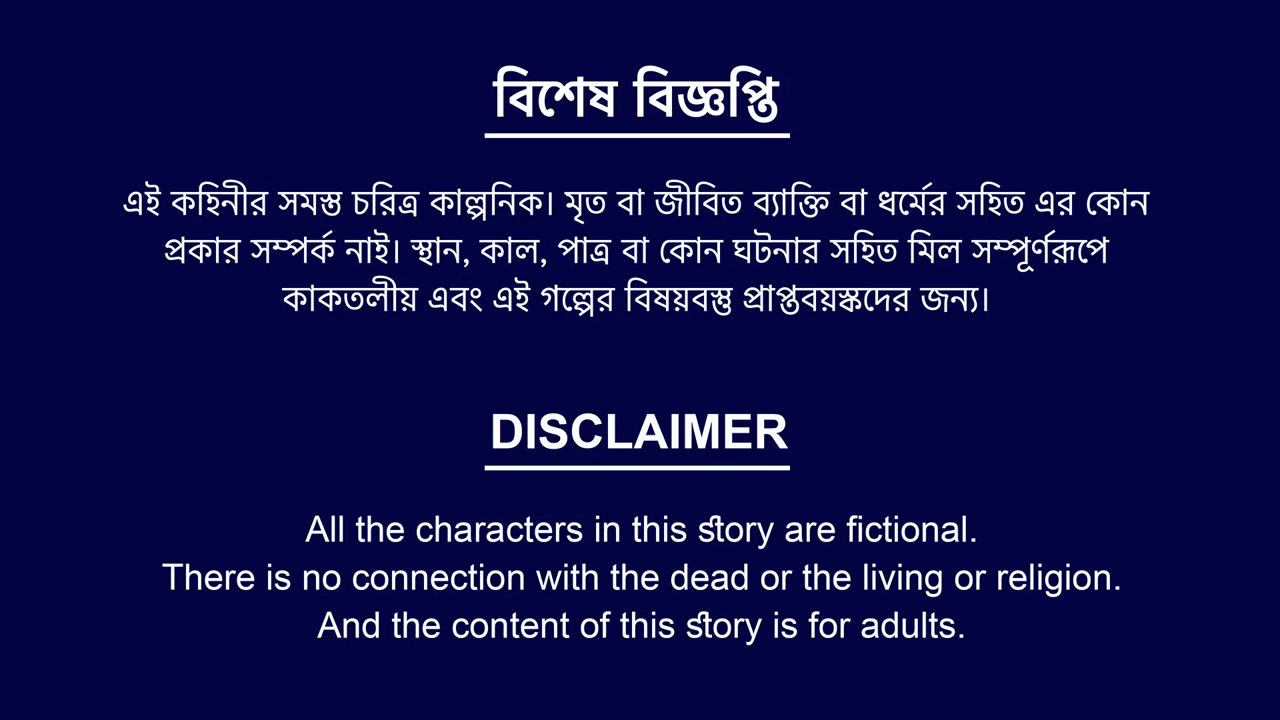 বিশেষ বিজ্ঞপ্তি
এই কহিনীর সমস্ত চরিত্র কাল্পনিক। মৃত বা জীবিত ব্যাক্তি বা ধর্মের সহিত এর কোন
প্রকার সম্পর্ক নাই। স্থান, কাল, পাত্র বা কোন ঘটনার সহিত মিল সম্পূর্ণরূপে
কাকতলীয় এবং এই গল্পের বিষয়বস্তু প্রাপ্তবয়স্কদের জন্য।
DISCLAIMER
All the characters in this story are fictional.
There is no connection with the dead or the living or religion.
And the content of this story is for adults.